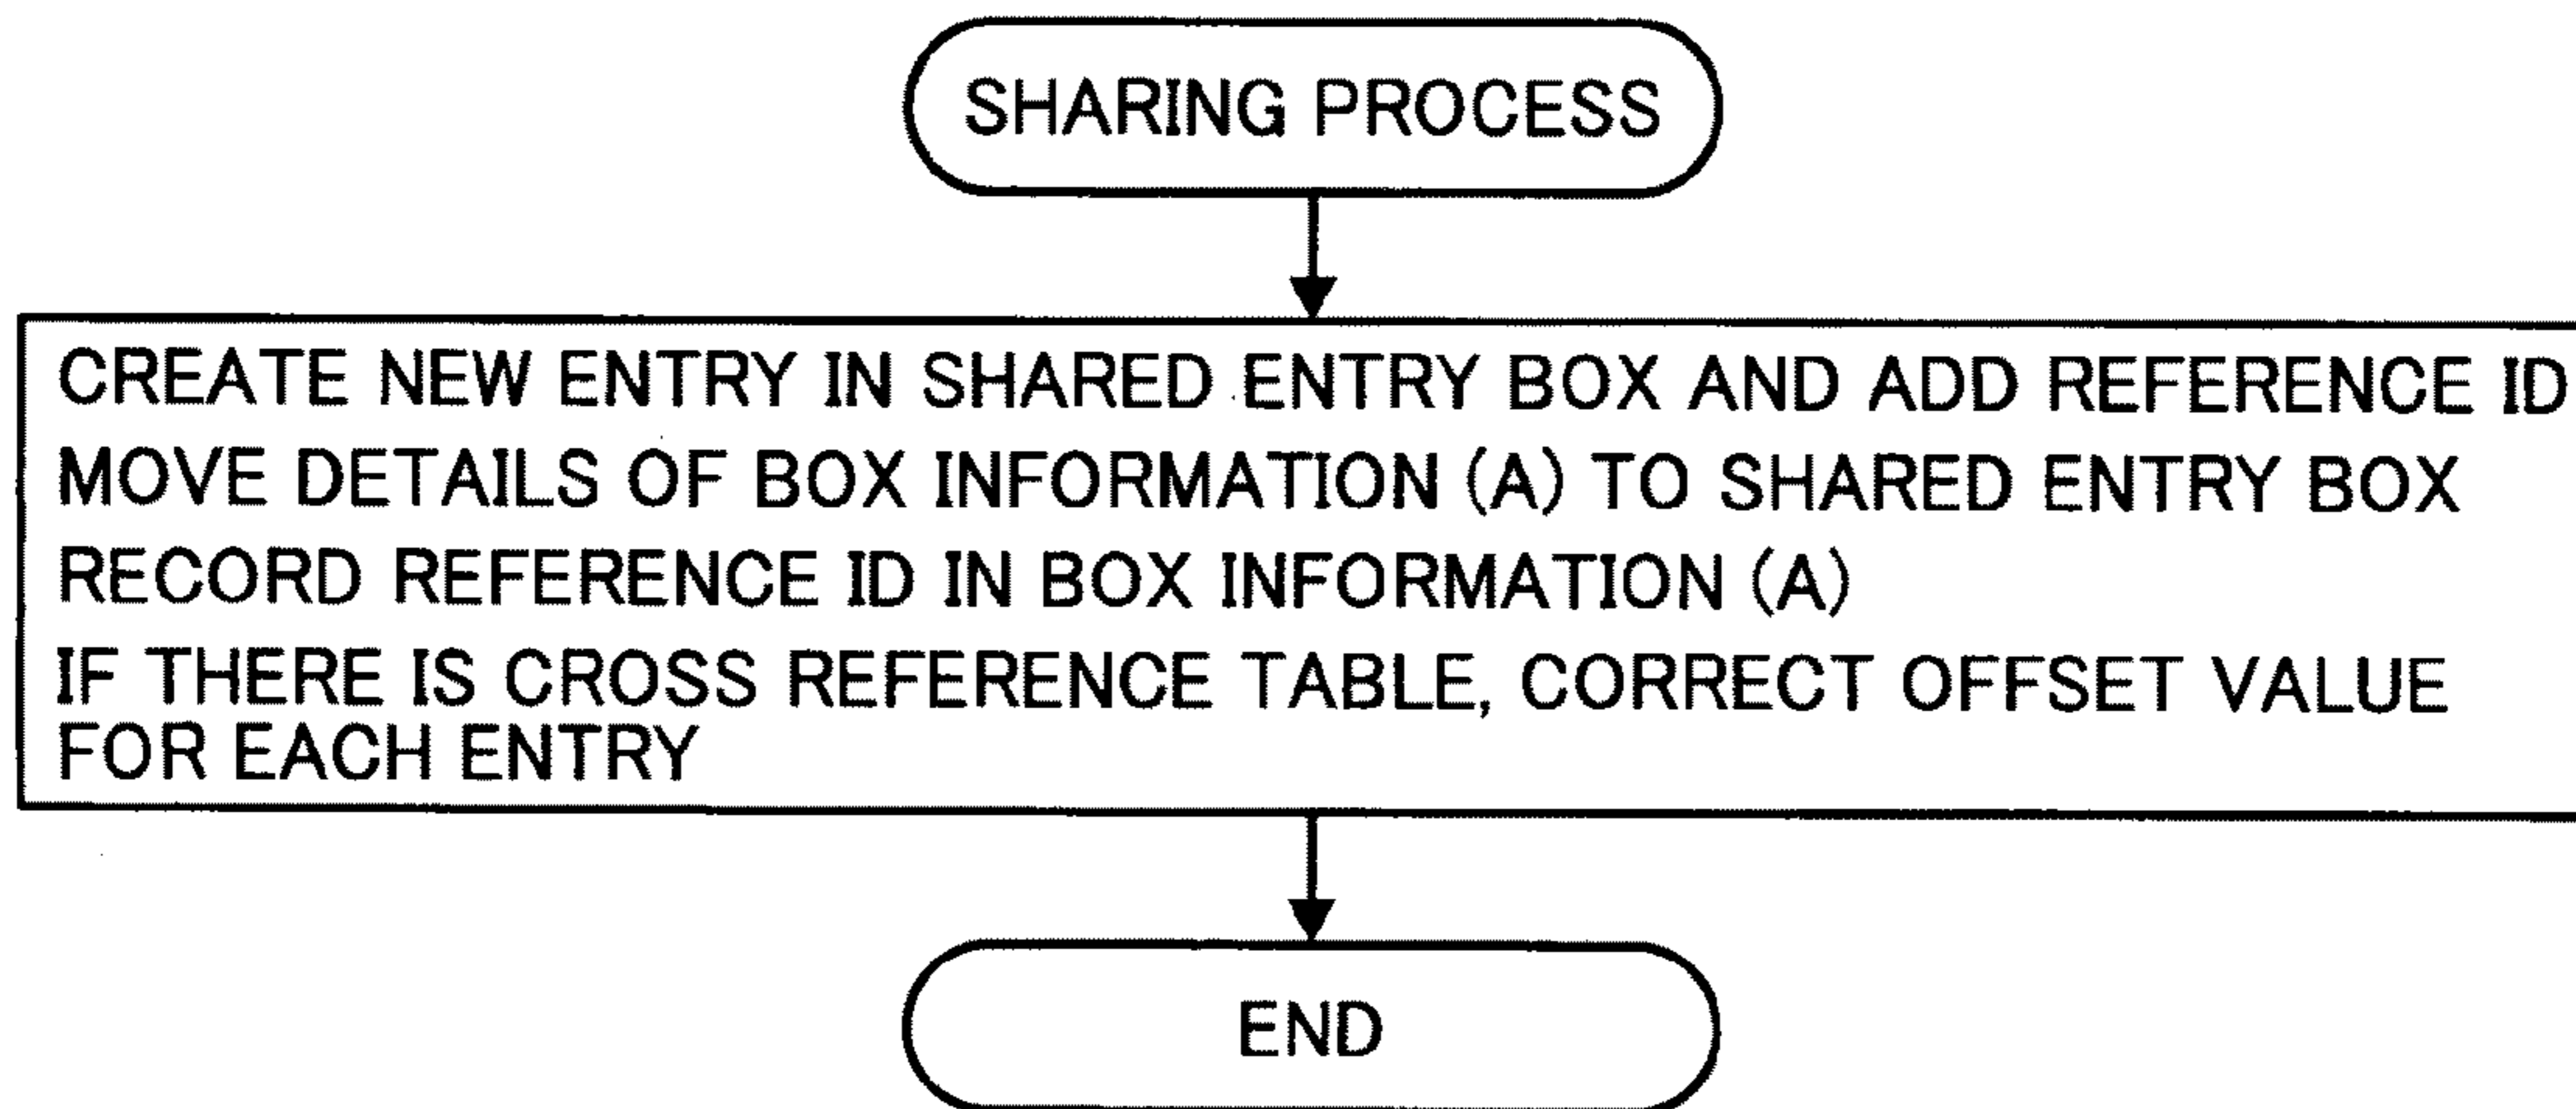 SHARING PROCESS
CREATE NEW ENTRY IN SHARED ENTRY BOX AND ADD REFERENCE ID
MOVE DETAILS OF BOX INFORMATION (A) TO SHARED ENTRY BOX
RECORD REFERENCE ID IN BOX INFORMATION (A)
IF THERE IS CROSS REFERENCE TABLE, CORRECT OFFSET VALUE
FOR EACH ENTRY
END